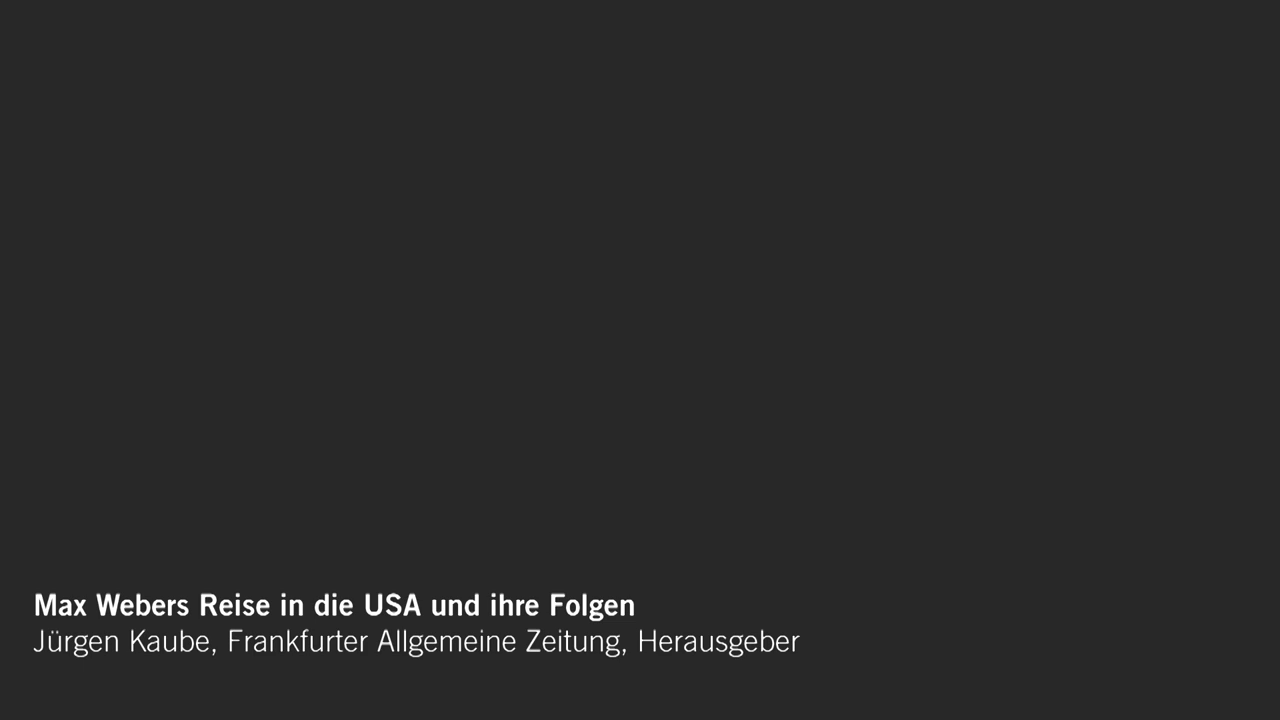 Max Webers Reise in die USA und ihre Folgen
Jürgen Kaube, Frankfurter Allgemeine Zeitung, Herausgeber